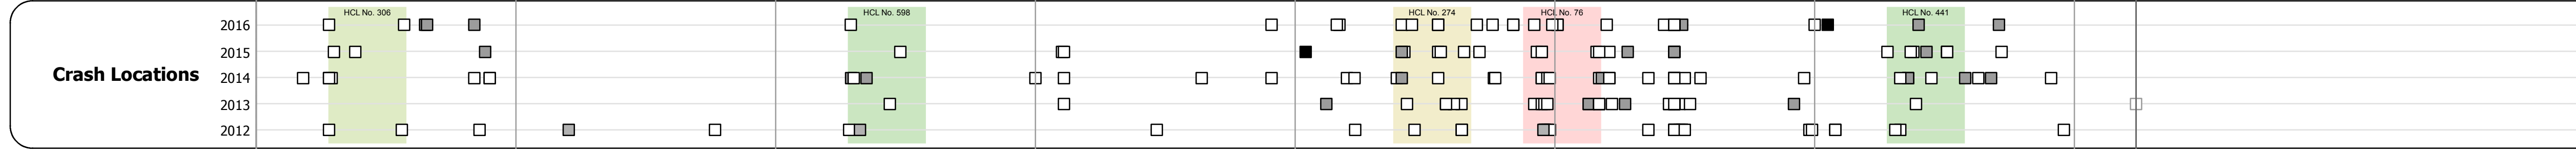 HCL No. 306
HCL No. 598
HCL No. 274
HCL No. 76
HCL No. 441
2016
2015
Crash Locations
2014
2013
2012